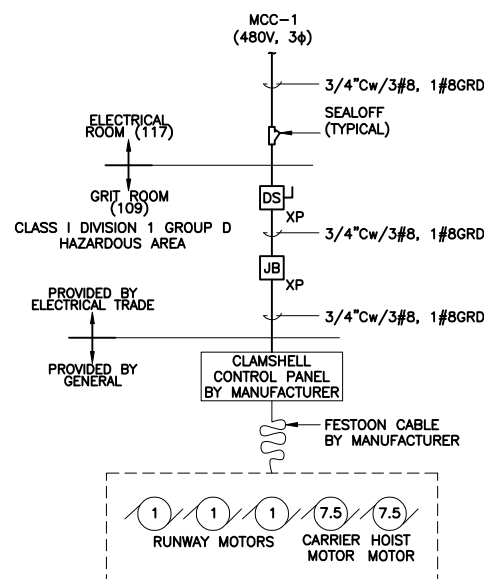 MCC-1
(480V, 3ϕ)
3/4"Cw/3#8, 1#8GRD
SEALOFF
(TYPICAL)
ELECTRICAL
ROOM (117)
GRIT ROOM
(109)
CLASS I DIVISION 1 GROUP D
HAZARDOUS AREA
DS
XP
3/4"Cw/3#8, 1#8GRD
JB
XP
3/4"Cw/3#8, 1#8GRD
PROVIDED BY
ELECTRICAL TRADE
PROVIDED BY
GENERAL
CLAMSHELL
CONTROL PANEL
BY MANUFACTURER
FESTOON CABLE
BY MANUFACTURER
1 1 1 7.5 7.5
RUNWAY MOTORS
CARRIER
MOTOR
HOIST
MOTOR